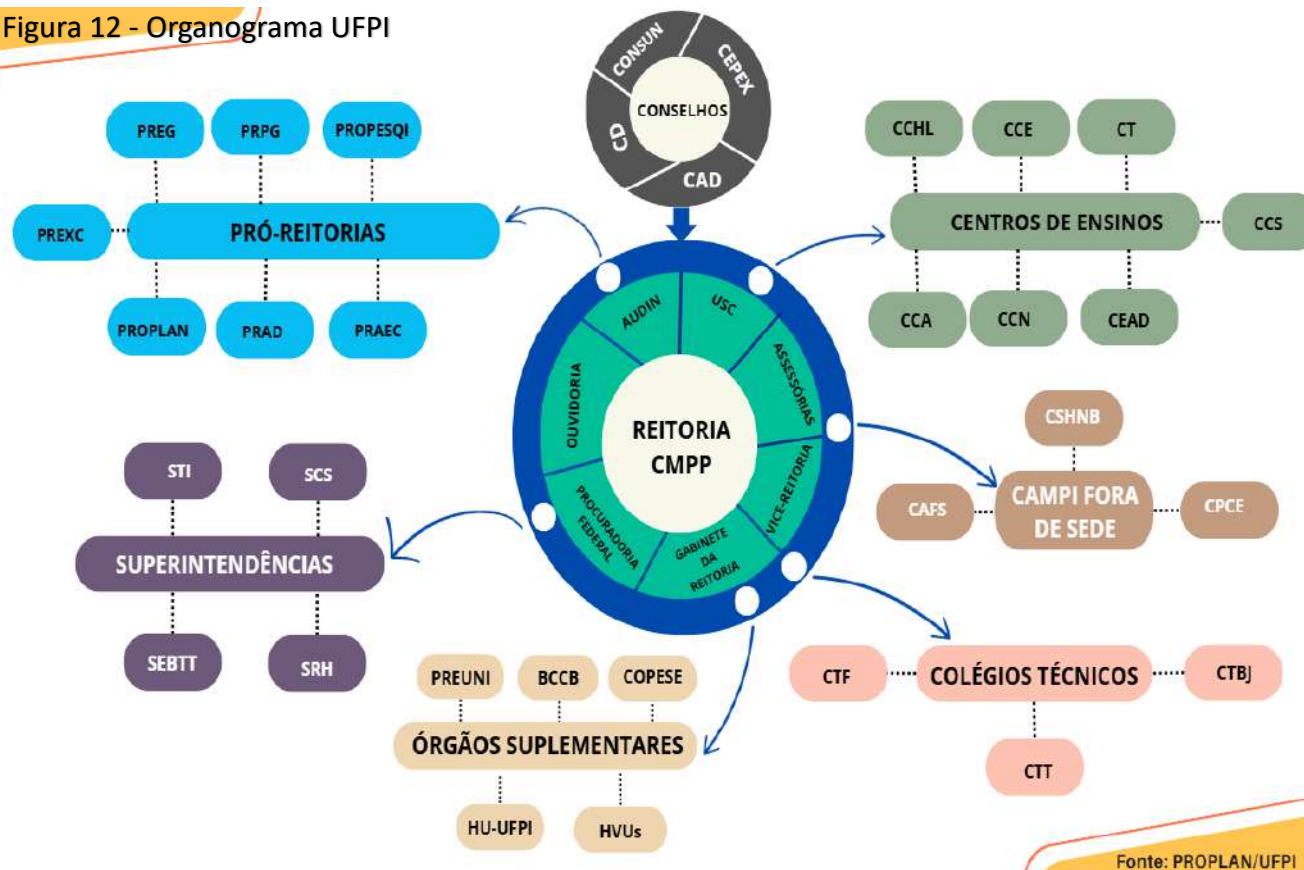 Figura 12 - Organograma UFPI
CONSUN
CEPEX
CD
CAD
CONSELHOS
PREG
PRPG
PROPESQI
PREXC
PRÓ-REITORIAS
PROPLAN
PRAD
PRAEC
CCHL
CCE
CT
CENTROS DE ENSINOS
CCS
CCA
CCN
CEAD
AUDIN
USC
OUVIDORIA
ASSESSÓRIAS
REITORIA
CMPP
PROCURADORIA
FEDERAL
GABINETE
DA
REITORIA
VICE-REITORIA
CSHNB
CAFS
CAMPI FORA
DE SEDE
CPCE
STI
SCS
SUPERINTENDÊNCIAS
SEBTT
SRH
PREUNI
BCCB
COPESE
ÓRGÃOS SUPLEMENTARES
HU-UFPI
HVUs
CTF
COLÉGIOS TÉCNICOS
CTBJ
CTT
Fonte: PROPLAN/UFPI